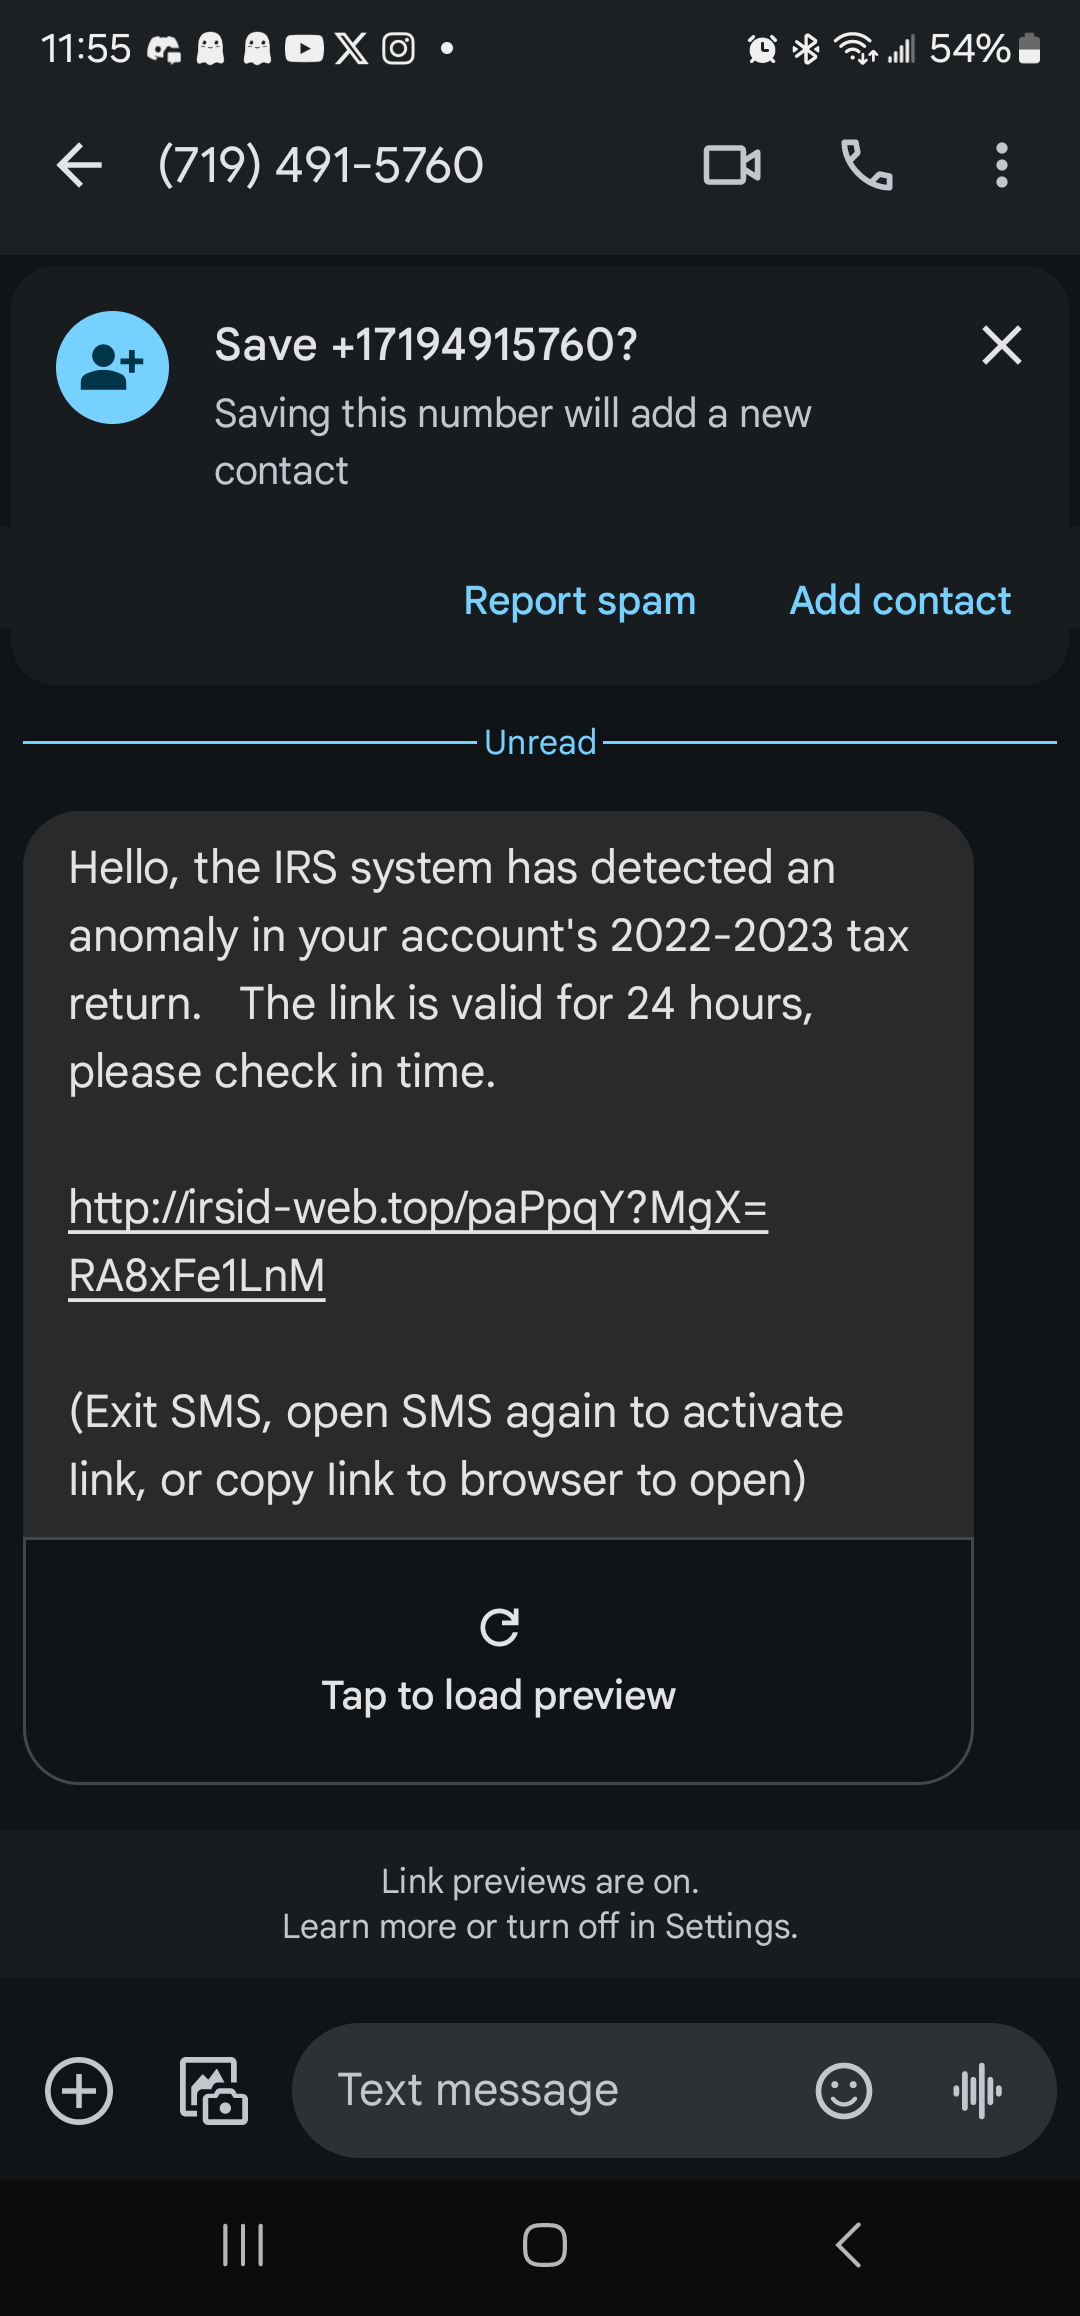 11:55
54%
(719) 491-5760
Save +17194915760?
Saving this number will add a new
contact
Report spam
Add contact
Unread
Hello, the IRS system has detected an
anomaly in your account's 2022-2023 tax
return.   The link is valid for 24 hours,
please check in time.
http://irsid-web.top/paPpqY?MgX=
RA8xFe1LnM
(Exit SMS, open SMS again to activate
link, or copy link to browser to open)
Tap to load preview
Link previews are on.
Learn more or turn off in Settings.
Text message